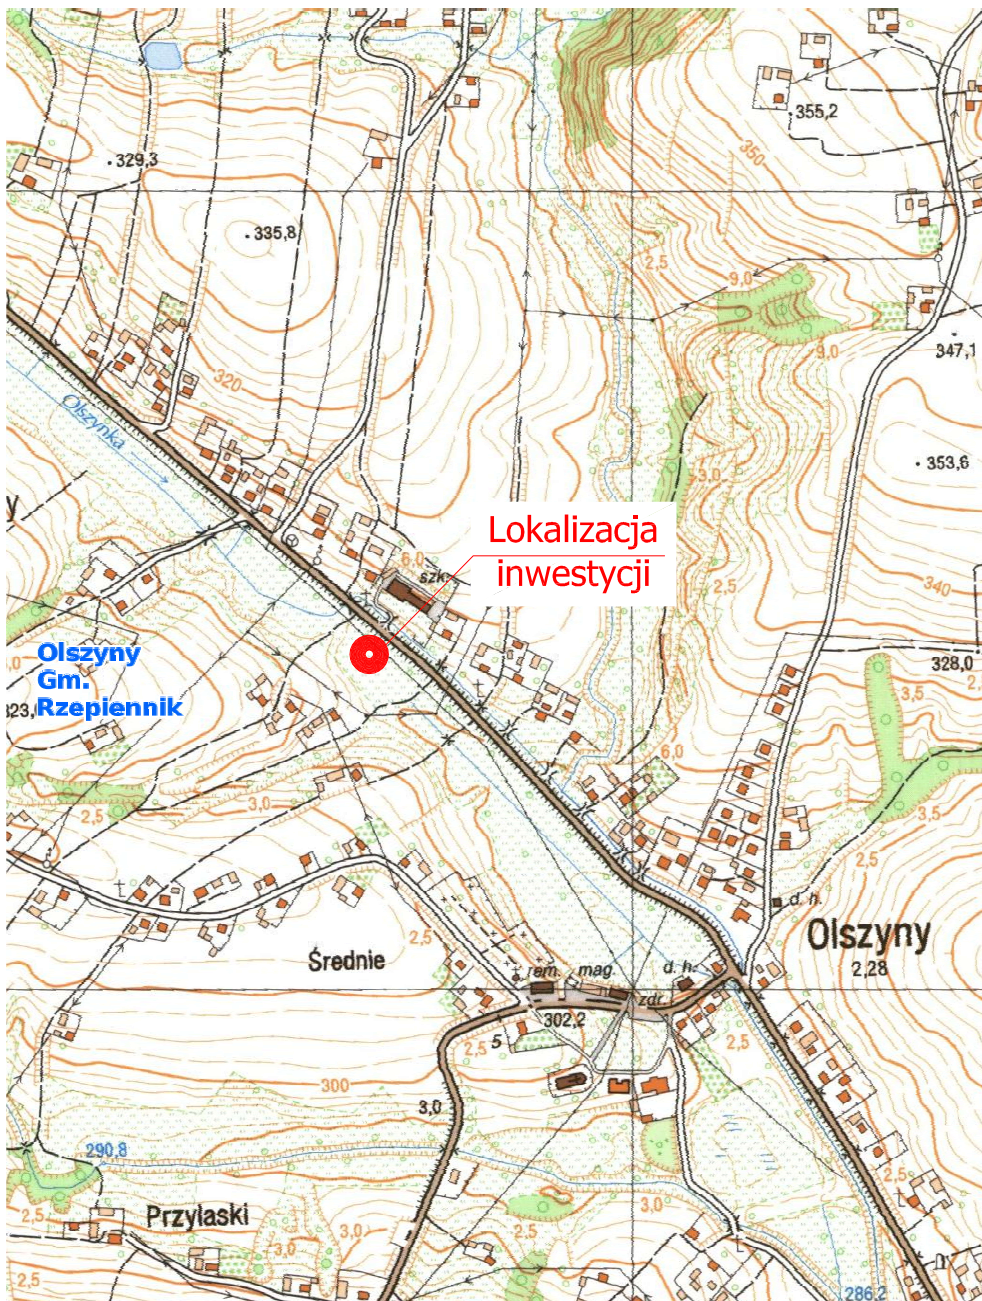 355,2
350
329,3
335,8
2,5
9,0
9,0
347,1
320
Olszynka
353,6
3,0
y
Lokalizacja
inwestycji
6,0
szk.
2,5
340
Olszyny
Gm.
Rzepiennik
328,0
3,5
6,0
2,5
3,0
3,5
2,5
d. h.
Olszyny
2,28
2,5
Średnie
rem.
mag.
d. h.
zdr.
302,2
5
2,5
2,5
300
3,0
290,8
2,5
Przylaski
3,0
3,0
2,5
3,0
2,5
2,5
286,2